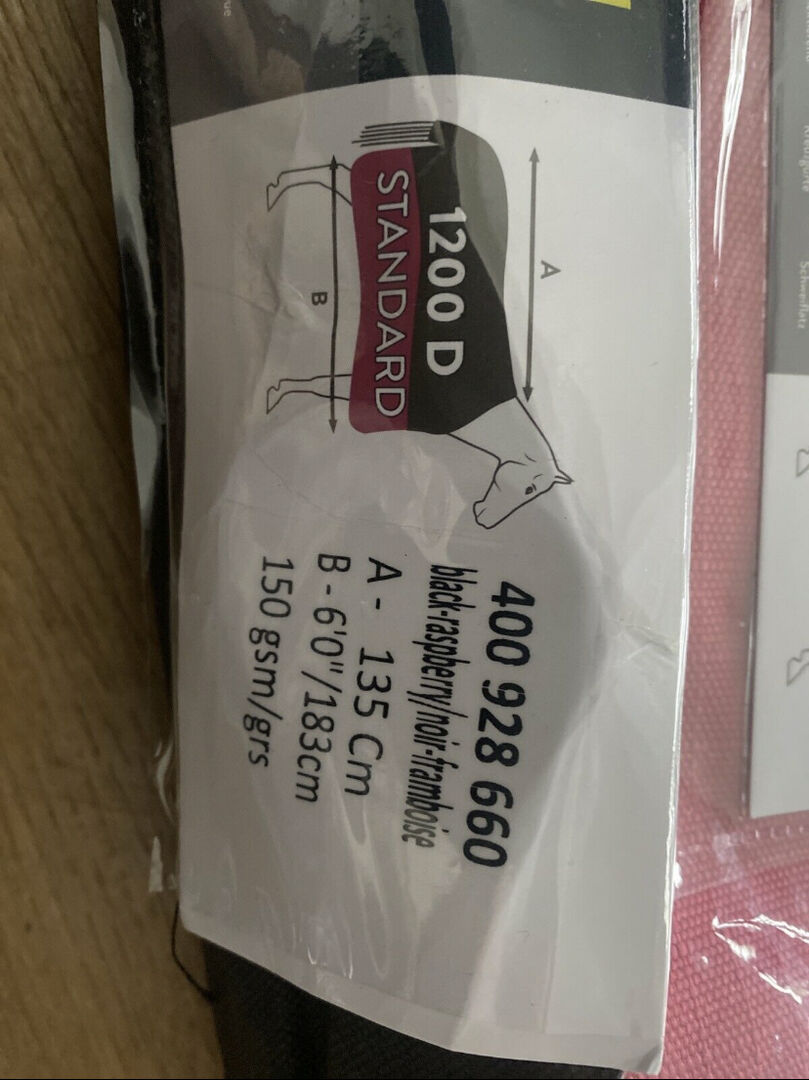 A
1200 D
STANDARD
B
400 928 660
black-raspberry/noir-framboise
A - 135 Cm
B - 6'0"/183cm
150 gsm/grs